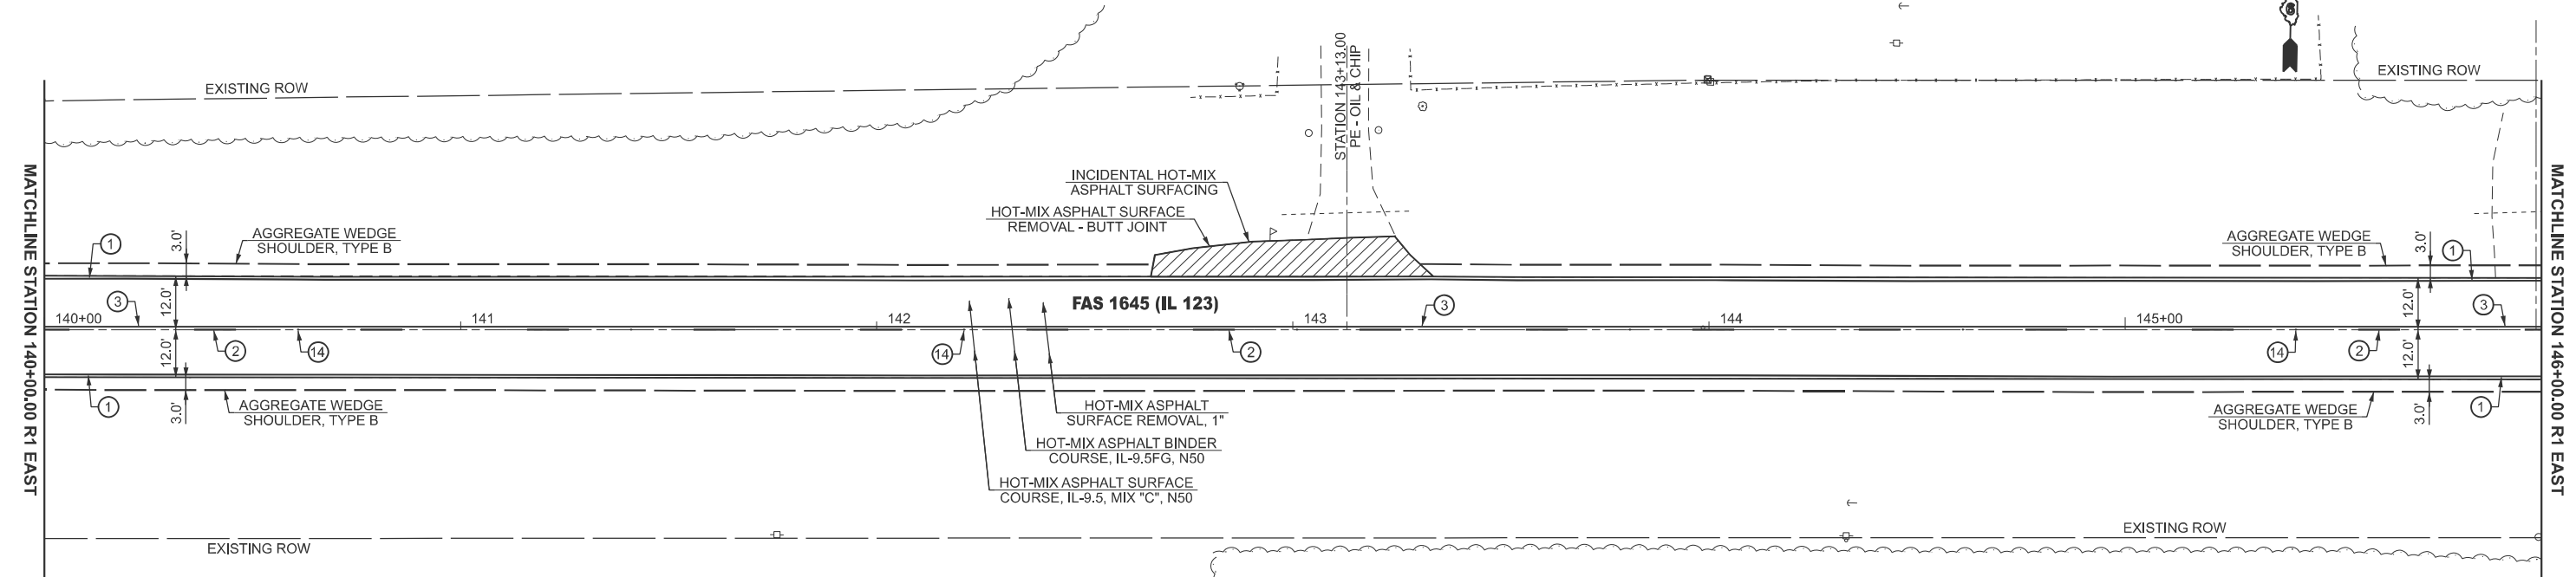 6
EXISTING ROW
EXISTING ROW
STATION 143+13.00
PE - OIL & CHIP
MATCHLINE STATION 140+00.00 R1 EAST
MATCHLINE STATION 146+00.00 R1 EAST
INCIDENTAL HOT-MIX
ASPHALT SURFACING
HOT-MIX ASPHALT SURFACE
REMOVAL - BUTT JOINT
1
3.0'
AGGREGATE WEDGE
SHOULDER, TYPE B
AGGREGATE WEDGE
SHOULDER, TYPE B
3.0'
1
3
12.0'
FAS 1645 (IL 123)
3
12.0'
3
140+00
141
142
143
144
145+00
12.0'
2
14
14
2
14
2
12.0'
1
3.0'
AGGREGATE WEDGE
SHOULDER, TYPE B
HOT-MIX ASPHALT
SURFACE REMOVAL, 1"
HOT-MIX ASPHALT BINDER
COURSE, IL-9.5FG, N50
HOT-MIX ASPHALT SURFACE
COURSE, IL-9.5, MIX "C", N50
AGGREGATE WEDGE
SHOULDER, TYPE B
3.0'
1
EXISTING ROW
EXISTING ROW